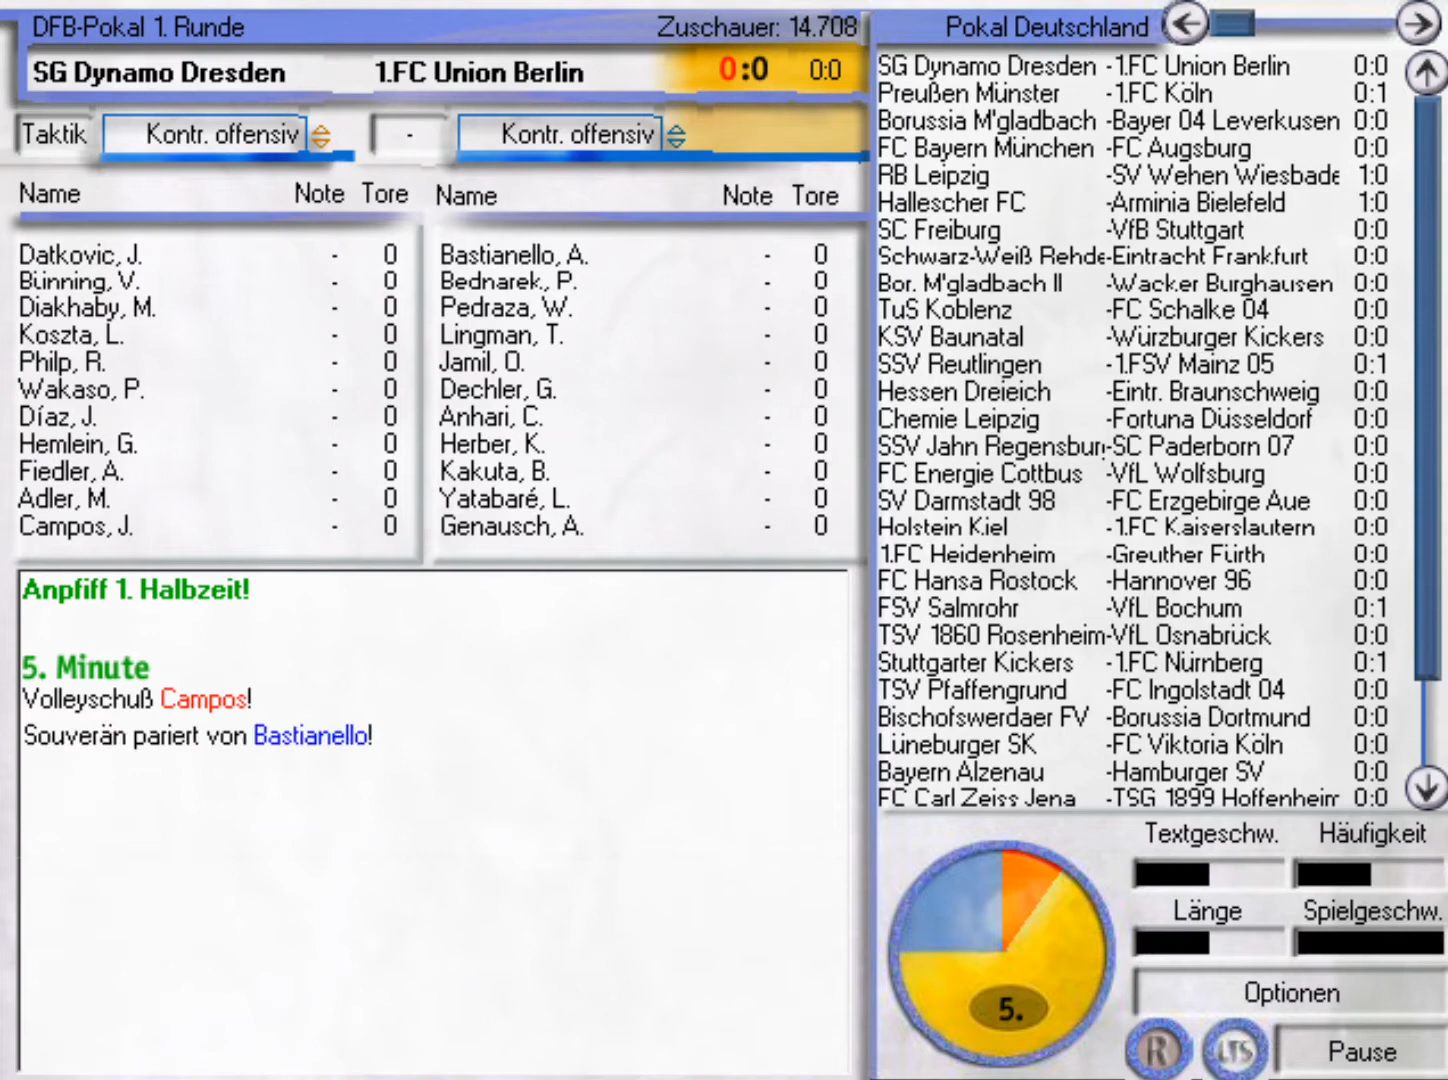 DFB-Pokal 1. Runde Zuschauer: 14.708
SG Dynamo Dresden 1.FC Union Berlin 0:0 0:0
Taktik Kontr. offensiv - Kontr. offensiv
Name Note Tore Name Note Tore
Datkovic, J. - 0 Bastianello, A. - 0
Bünning, V. - 0 Bednarek, P. - 0
Diakhaby, M. - 0 Pedraza, W. - 0
Koszta, L. - 0 Lingman, T. - 0
Philp, R. - 0 Jamil, O. - 0
Wakaso, P. - 0 Dechler, G. - 0
Díaz, J. - 0 Anhari, C. - 0
Hemlein, G. - 0 Herber, K. - 0
Fiedler, A. - 0 Kakuta, B. - 0
Adler, M. - 0 Yatabaré, L. - 0
Campos, J. - 0 Genausch, A. - 0
Anpfiff 1. Halbzeit!
5. Minute
Volleyschuß Campos!
Souverän pariert von Bastianello!
Pokal Deutschland
SG Dynamo Dresden -1.FC Union Berlin 0:0
Preußen Münster -1.FC Köln 0:1
Borussia M'gladbach -Bayer 04 Leverkusen 0:0
FC Bayern München -FC Augsburg 0:0
RB Leipzig -SV Wehen Wiesbade 1:0
Hallescher FC -Arminia Bielefeld 1:0
SC Freiburg -VfB Stuttgart 0:0
Schwarz-Weiß Rehde-Eintracht Frankfurt 0:0
Bor. M'gladbach II -Wacker Burghausen 0:0
TuS Koblenz -FC Schalke 04 0:0
KSV Baunatal -Würzburger Kickers 0:0
SSV Reutlingen -1.FSV Mainz 05 0:1
Hessen Dreieich -Eintr. Braunschweig 0:0
Chemie Leipzig -Fortuna Düsseldorf 0:0
SSV Jahn Regensbur-SC Paderborn 07 0:0
FC Energie Cottbus -VfL Wolfsburg 0:0
SV Darmstadt 98 -FC Erzgebirge Aue 0:0
Holstein Kiel -1.FC Kaiserslautern 0:0
1.FC Heidenheim -Greuther Fürth 0:0
FC Hansa Rostock -Hannover 96 0:0
FSV Salmrohr -VfL Bochum 0:1
TSV 1860 Rosenheim-VfL Osnabrück 0:0
Stuttgarter Kickers -1.FC Nürnberg 0:1
TSV Pfaffengrund -FC Ingolstadt 04 0:0
Bischofswerdaer FV -Borussia Dortmund 0:0
Lüneburger SK -FC Viktoria Köln 0:0
Bayern Alzenau -Hamburger SV 0:0
FC Carl Zeiss Jena -TSG 1899 Hoffenheim 0:0
Textgeschw. Häufigkeit
Länge Spielgeschw.
5.
Optionen
R LTS Pause